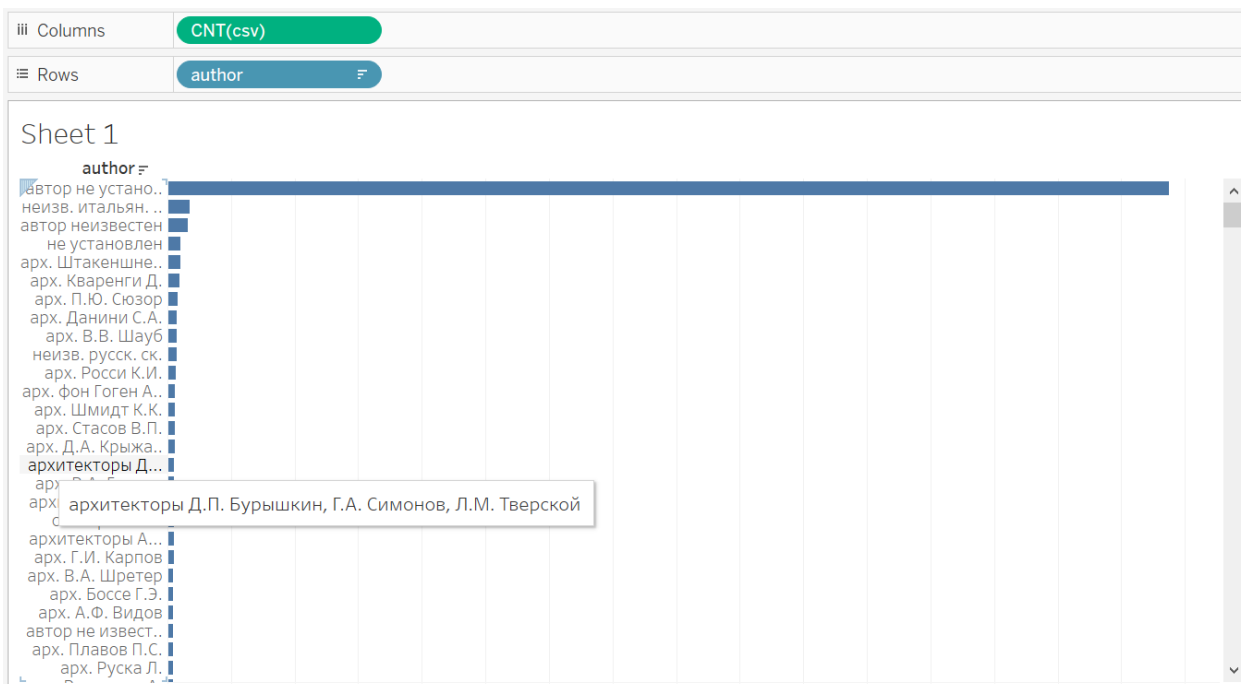 Columns
CNT(csv)
Rows
author
Sheet 1
author
автор не устано..
неизв. итальян. ..
автор неизвестен
не установлен
арх. Штакеншне..
арх. Кваренги Д.
арх. П.Ю. Сюзор
арх. Данини С.А.
арх. В.В. Шауб
неизв. русск. ск.
арх. Росси К.И.
арх. фон Гоген А..
арх. Шмидт К.К.
арх. Стасов В.П.
арх. Д.А. Крыжа..
архитекторы Д...
архитекторы Д.П. Бурышкин, Г.А. Симонов, Л.М. Тверской
архитекторы А...
арх. Г.И. Карпов
арх. В.А. Шретер
арх. Боссе Г.Э.
арх. А.Ф. Видов
автор не извест..
арх. Плавов П.С.
арх. Руска Л.